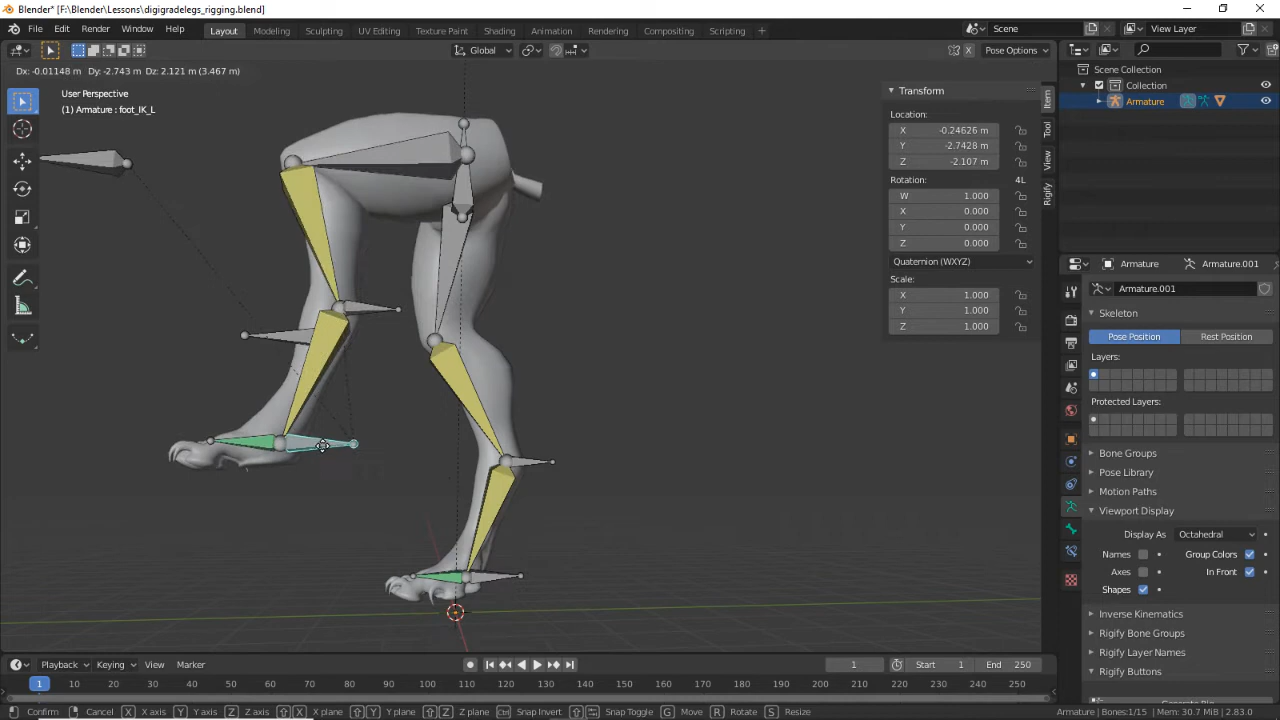 Blender* [F:\Blender\Lessons\digigradelegs_rigging.blend]
File Edit Render Window Help Layout Modeling Sculpting UV Editing Texture Paint Shading Animation Rendering Compositing Scripting + Scene View Layer
Global Pose Options
Dx: -0.01148 m Dy: -2.743 m Dz: 2.121 m (3.467 m)
User Perspective
(1) Armature : foot_IK_L
Transform
Location:
X -0.24626 m
Y -2.7428 m
Z -2.107 m
Rotation: 4L
W 1.000
X 0.000
Y 0.000
Z 0.000
Quaternion (WXYZ)
Scale:
X 1.000
Y 1.000
Z 1.000
Item
Tool
View
Rigify
Scene Collection
Collection
Armature
Armature Armature.001
Armature.001
Skeleton
Pose Position Rest Position
Layers:
Protected Layers:
Bone Groups
Pose Library
Motion Paths
Viewport Display
Display As Octahedral
Names Group Colors
Axes In Front
Shapes
Inverse Kinematics
Rigify Bone Groups
Rigify Layer Names
Rigify Buttons
Playback Keying View Marker 1 Start 1 End 250
1 10 20 30 40 50 60 70 80 90 100 110 120 130 140 150 160 170 180 190 200 210 220 230 240 250
Confirm Cancel X X axis Y Y axis Z Z axis X X plane Y Y plane Z Z plane Snap Invert Snap Toggle G Move R Rotate S Resize Armature | Bones:1/15 | Mem: 30.7 MiB | 2.83.0